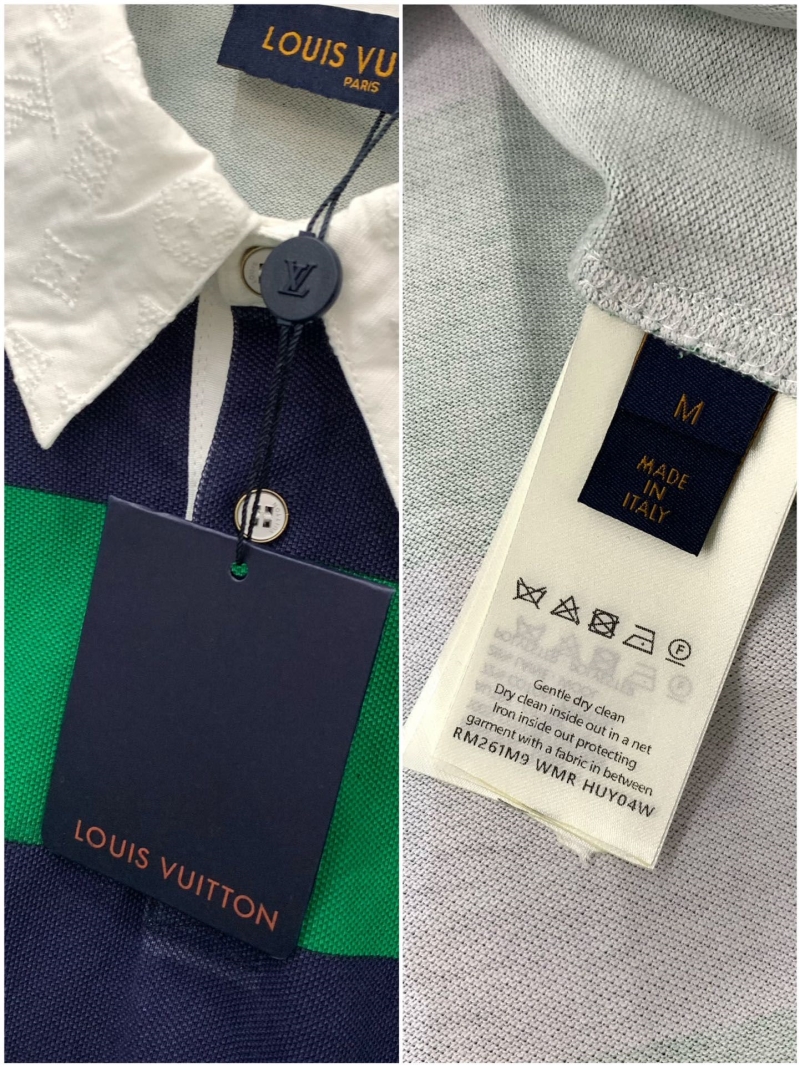 LOUIS VU
PARIS
LV
LOUIS VUITTON
M
MADE
IN
ITALY
F
Gentle dry clean
Dry clean inside out in a net
Iron inside out protecting
garment with a fabric in between
RM261M9 WMR HUY04W